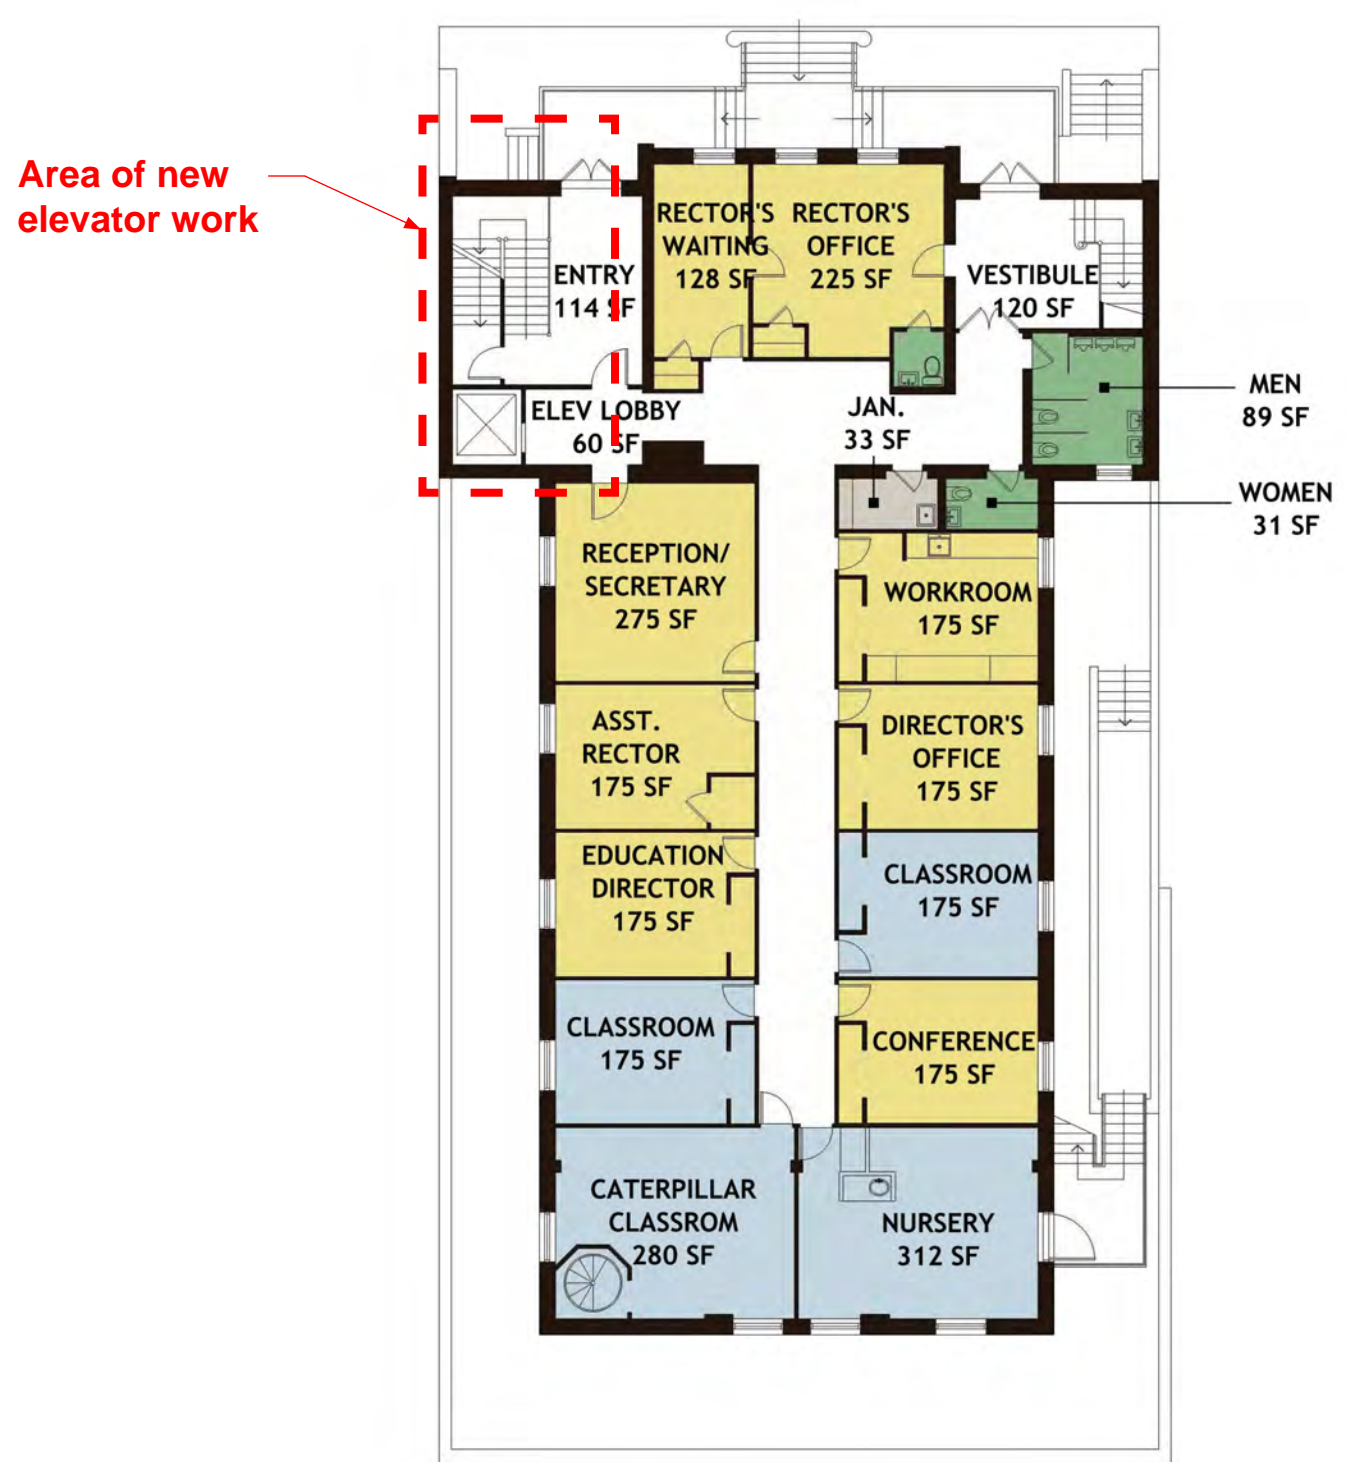 Area of new
elevator work
RECTOR'S
WAITING
128 SF
RECTOR'S
OFFICE
225 SF
ENTRY
114 SF
VESTIBULE
120 SF
MEN
89 SF
ELEV LOBBY
60 SF
JAN.
33 SF
WOMEN
31 SF
RECEPTION/
SECRETARY
275 SF
WORKROOM
175 SF
ASST.
RECTOR
175 SF
DIRECTOR'S
OFFICE
175 SF
EDUCATION
DIRECTOR
175 SF
CLASSROOM
175 SF
CLASSROOM
175 SF
CONFERENCE
175 SF
CATERPILLAR
CLASSROM
280 SF
NURSERY
312 SF